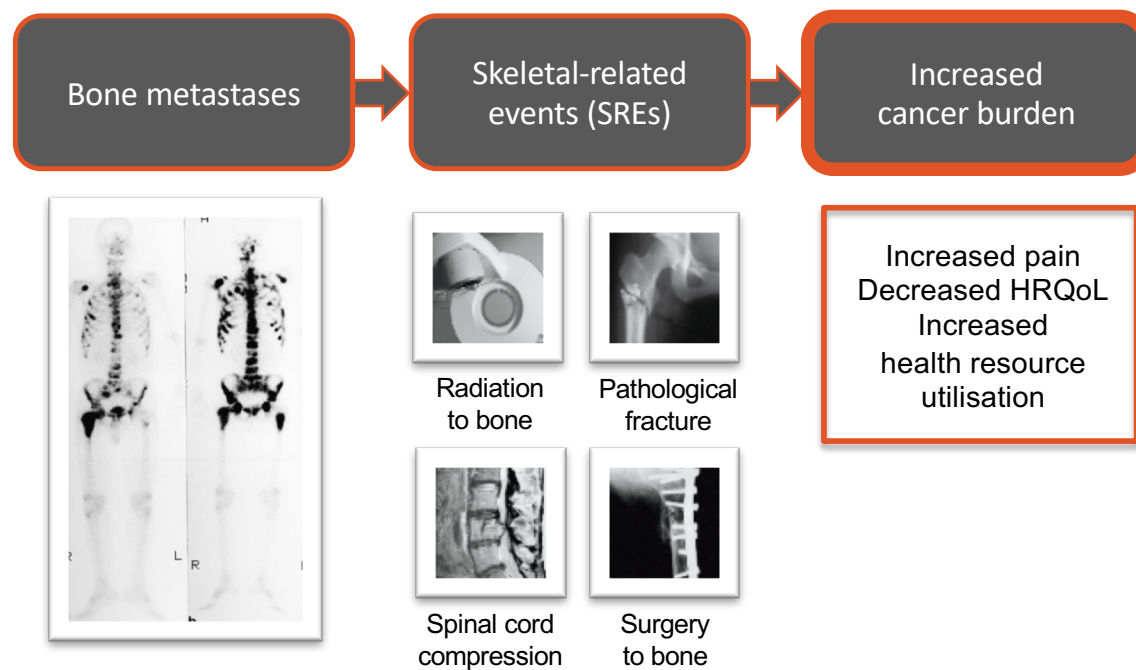 Bone metastases
Skeletal-related
events (SREs)
Increased
cancer burden
H
R
L
R
Radiation
to bone
Pathological
fracture
Spinal cord
compression
Surgery
to bone
Increased pain
Decreased HRQoL
Increased
health resource
utilisation